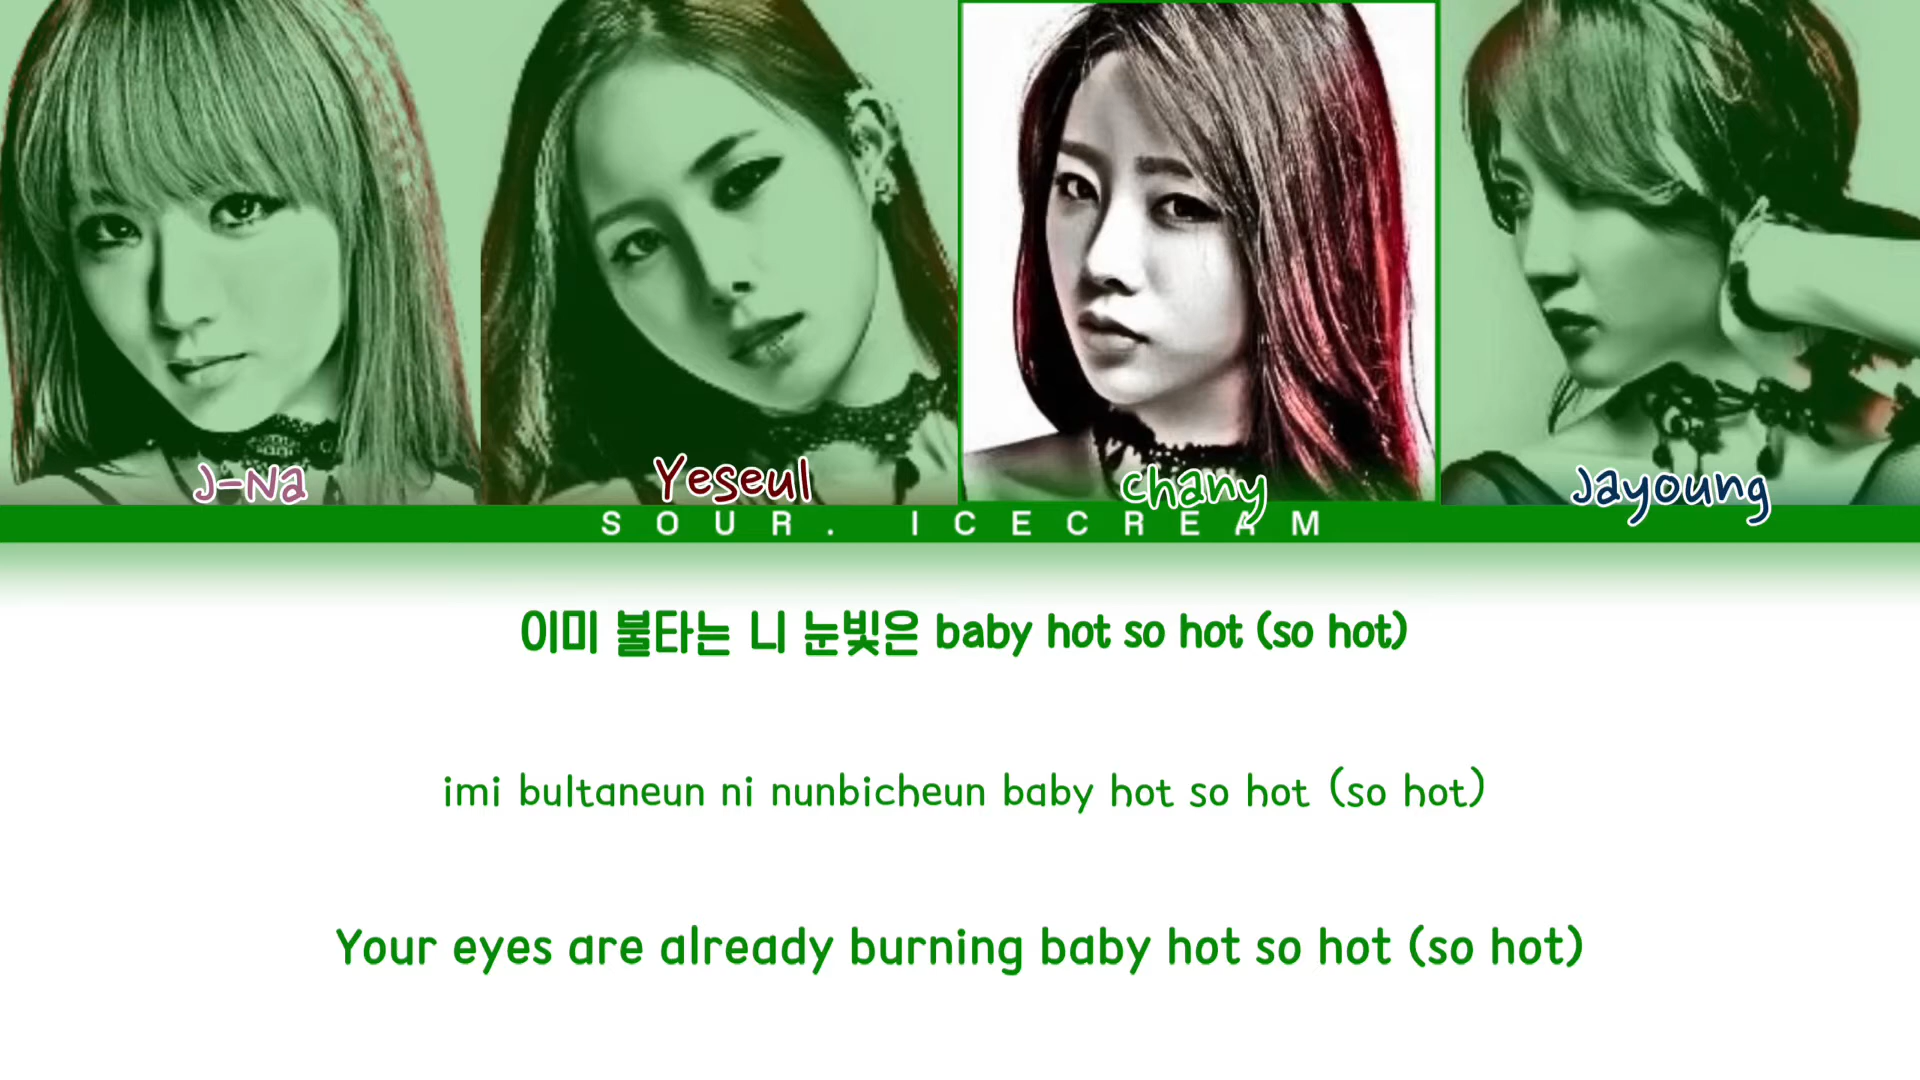 J-Na
Yeseul
chany
Jayoung
SOUR. ICECREAM
이미 불타는 니 눈빛은 baby hot so hot (so hot)
imi bultaneun ni nunbicheun baby hot so hot (so hot)
Your eyes are already burning baby hot so hot (so hot)